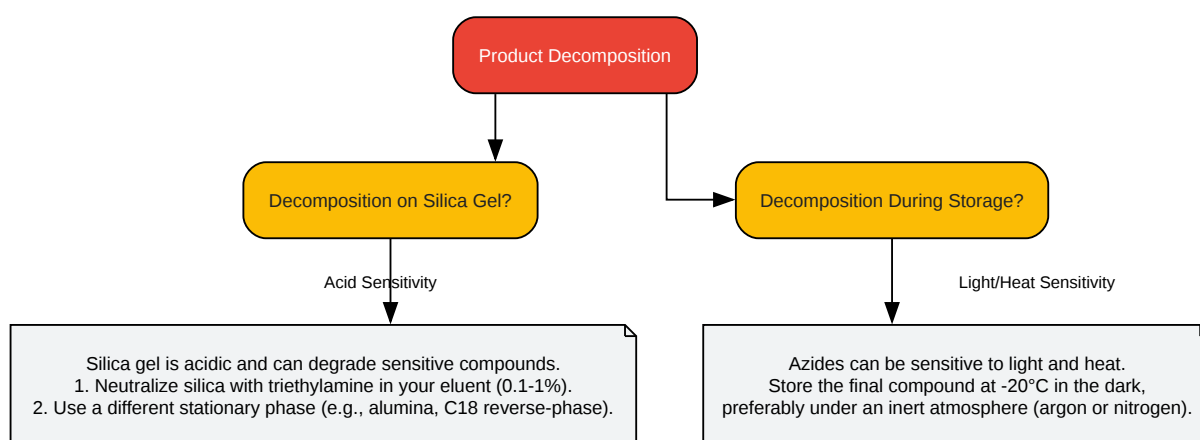 Product Decomposition
Decomposition on Silica Gel?
Decomposition During Storage?
Acid Sensitivity
Light/Heat Sensitivity
Silica gel is acidic and can degrade sensitive compounds.
1. Neutralize silica with triethylamine in your eluent (0.1-1%).
2. Use a different stationary phase (e.g., alumina, C18 reverse-phase).
Azides can be sensitive to light and heat.
Store the final compound at -20°C in the dark,
preferably under an inert atmosphere (argon or nitrogen).